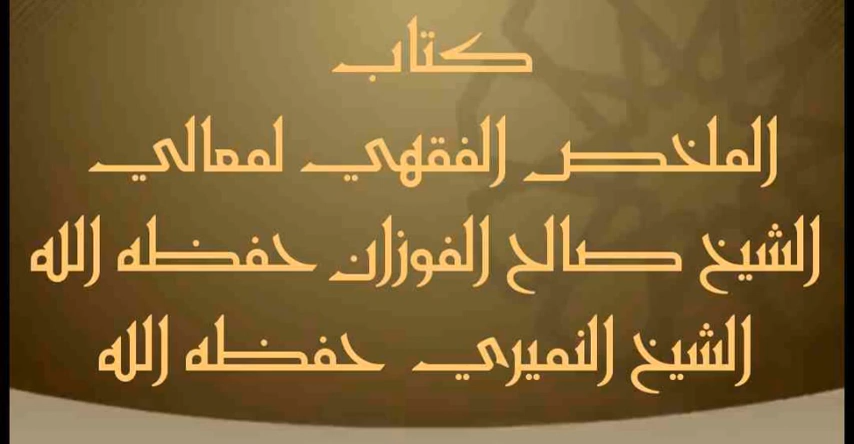 كتاب
الملخص الفقهي لمعالي
الشيخ صالح الفوزان حفظه الله
الشيخ النميري حفظه الله